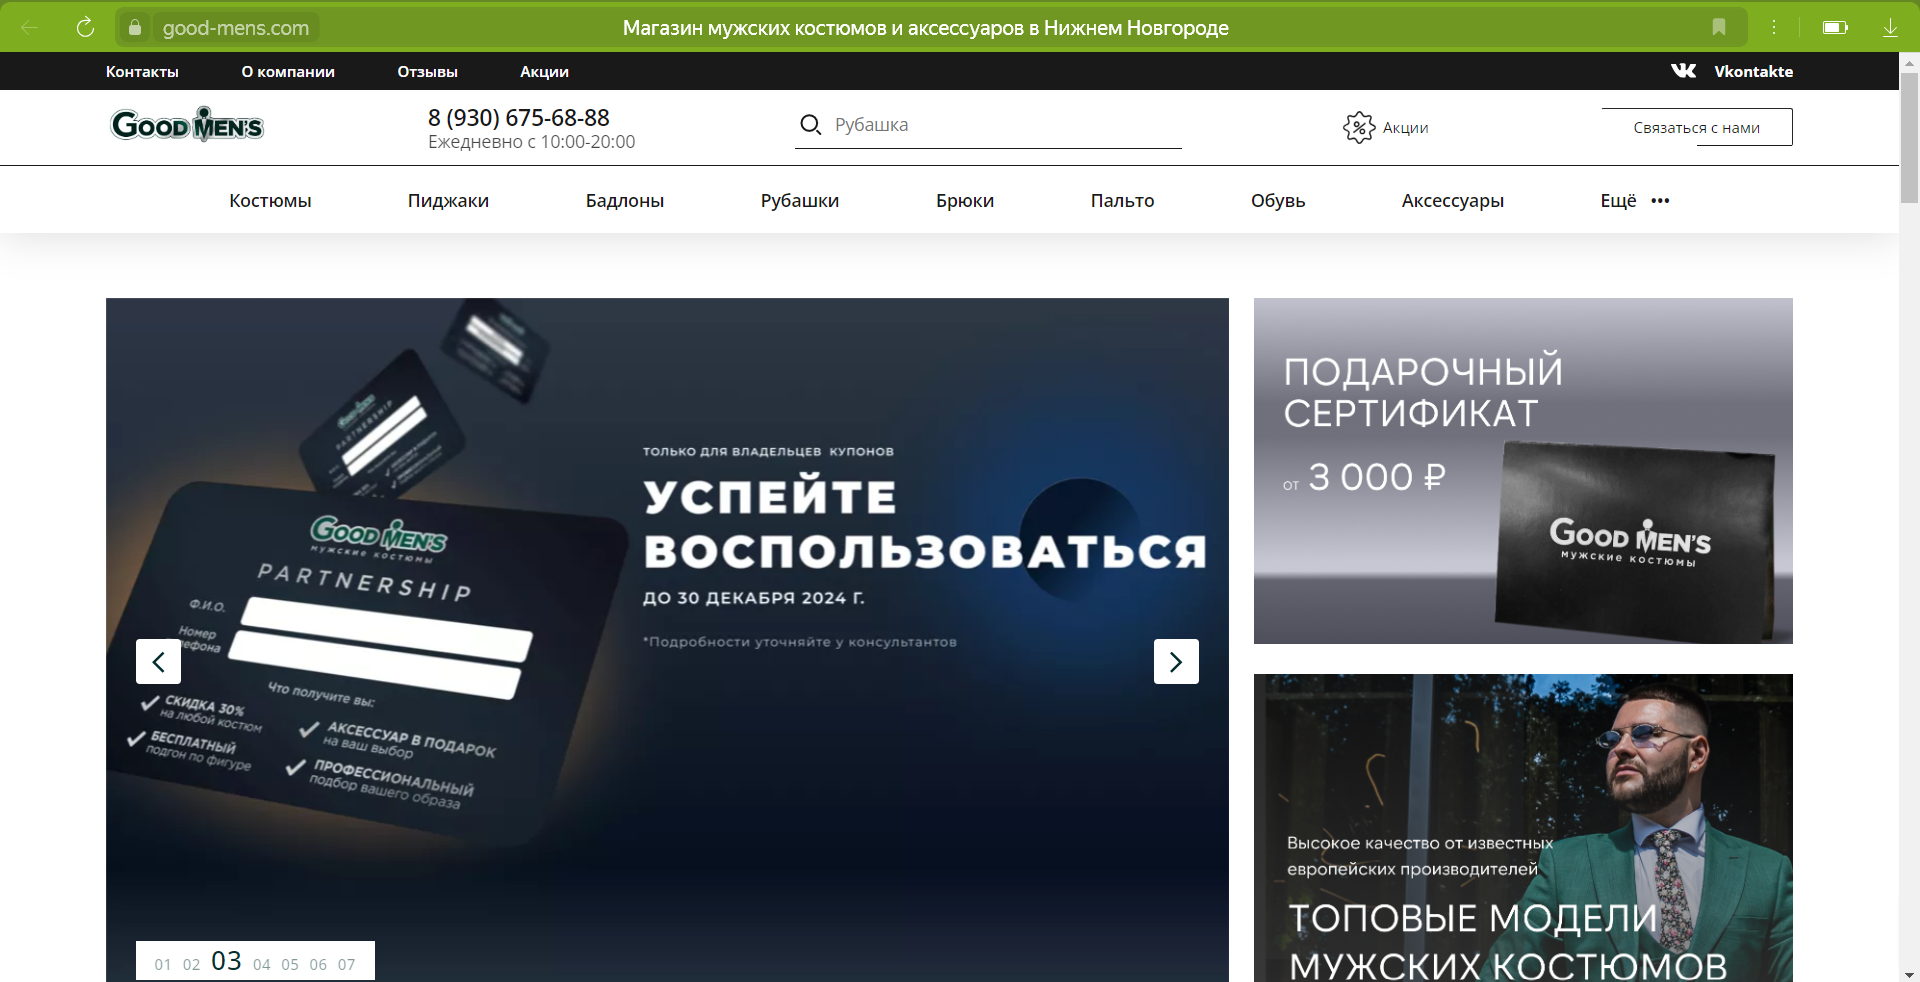 good-mens.com
Магазин мужских костюмов и аксессуаров в Нижнем Новгороде
Контакты
О компании
Отзывы
Акции
Vkontakte
GOOD MEN'S
8 (930) 675-68-88
Ежедневно с 10:00-20:00
Рубашка
Акции
Связаться с нами
Костюмы
Пиджаки
Бадлоны
Рубашки
Брюки
Пальто
Обувь
Аксессуары
Ещё •••
PARTNERSHIP
GOOD MEN'S
мужские костюмы
PARTNERSHIP
Ф.И.О.
Номер
Что получите вы:
СКИДКА 30%
на любой костюм
БЕСПЛАТНЫЙ
подгон по фигуре
АКСЕССУАР В ПОДАРОК
на ваш выбор
ПРОФЕССИОНАЛЬНЫЙ
подбор вашего образа
ТОЛЬКО ДЛЯ ВЛАДЕЛЬЦЕВ КУПОНОВ
УСПЕЙТЕ
ВОСПОЛЬЗОВАТЬСЯ
ДО 30 ДЕКАБРЯ 2024 Г.
*Подробности уточняйте у консультантов
01 02 03 04 05 06 07
ПОДАРОЧНЫЙ
СЕРТИФИКАТ
от 3 000 ₽
GOOD MEN'S
мужские костюмы
Высокое качество от известных
европейских производителей
ТОПОВЫЕ МОДЕЛИ
МУЖСКИХ КОСТЮМОВ